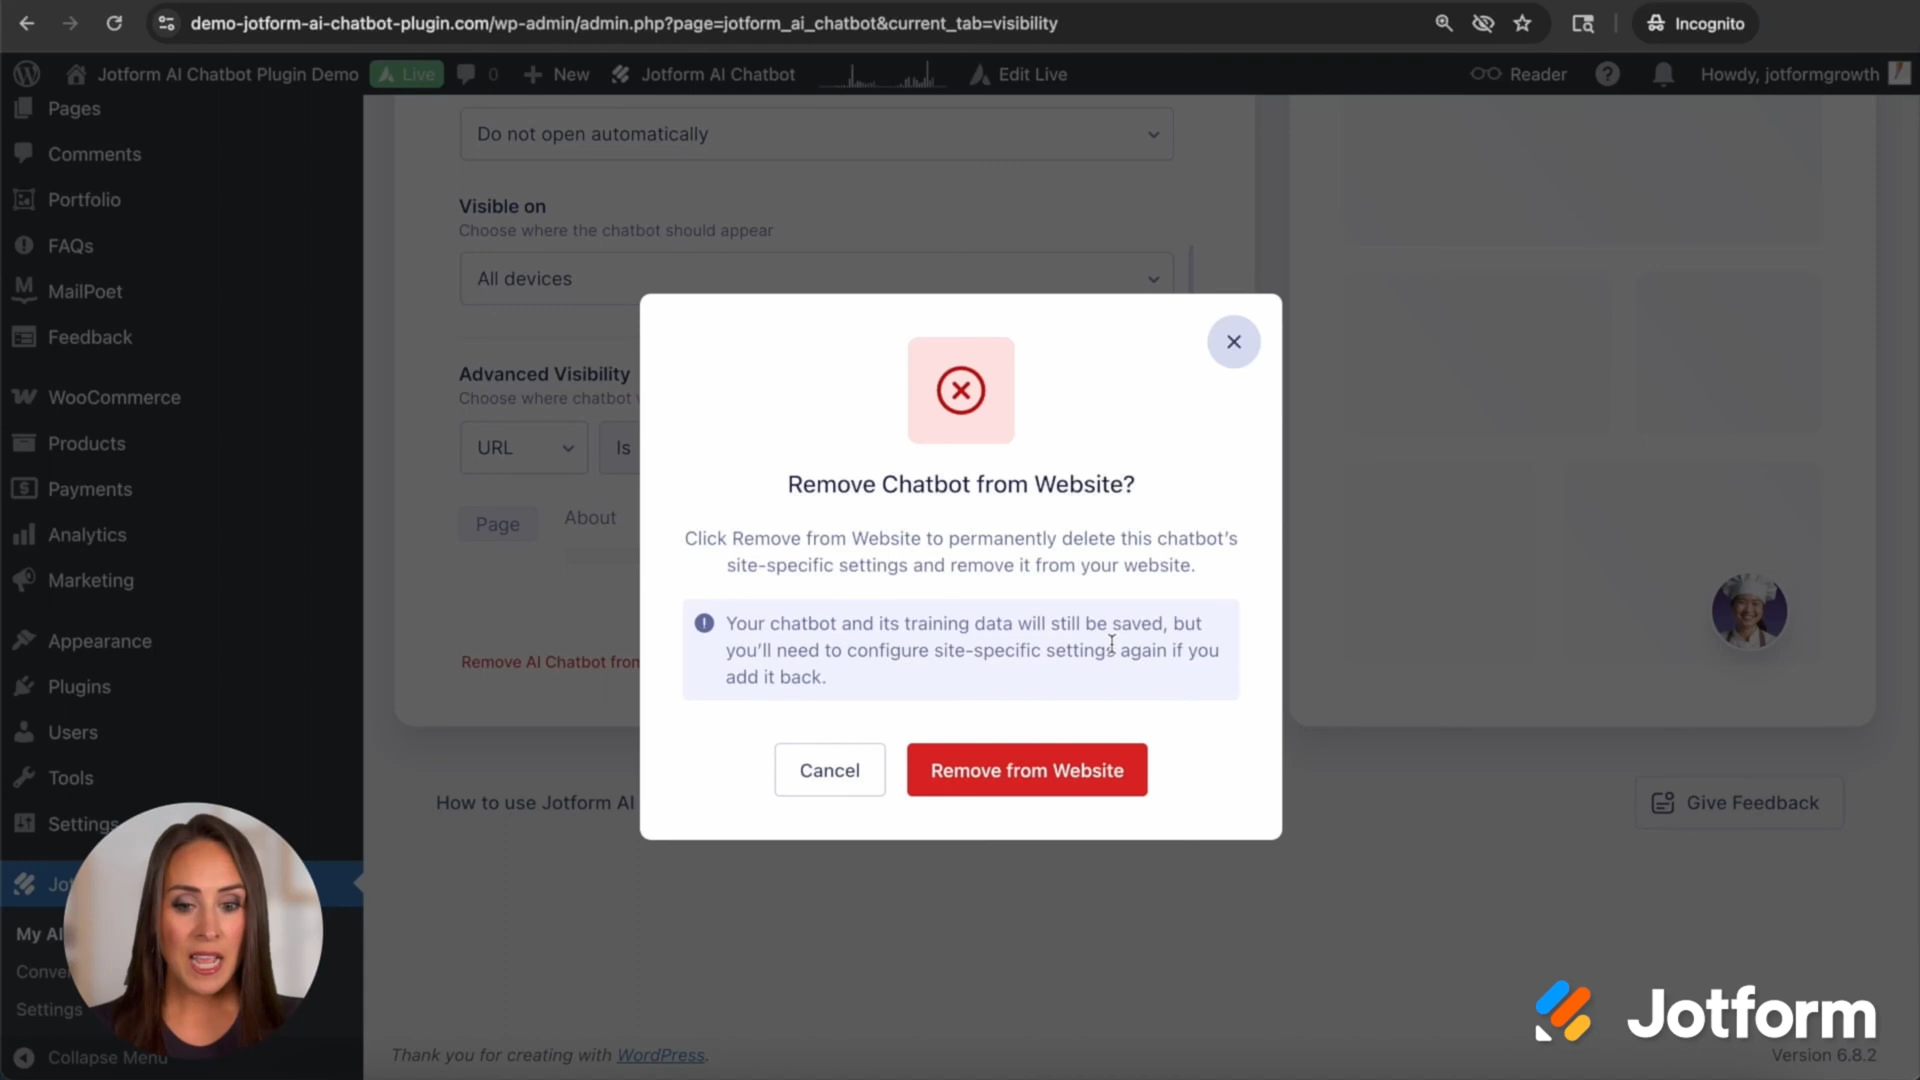 demo-jotform-ai-chatbot-plugin.com/wp-admin/admin.php?page=jotform_ai_chatbot&current_tab=visibility
Incognito
Jotform AI Chatbot Plugin Demo
Live
0
New
Jotform AI Chatbot
Edit Live
Reader
Howdy, jotformgrowth
Pages
Comments
Portfolio
FAQs
MailPoet
Feedback
WooCommerce
Products
Payments
Analytics
Marketing
Appearance
Plugins
Users
Tools
Settings
Jot
My AI
Conve
Settings
Collapse Menu
Do not open automatically
Visible on
Choose where the chatbot should appear
All devices
Advanced Visibility
Choose where chatbot
URL
Is
Page
About
Remove AI Chatbot from
Remove Chatbot from Website?
Click Remove from Website to permanently delete this chatbot's
site-specific settings and remove it from your website.
Your chatbot and its training data will still be saved, but
you'll need to configure site-specific settings again if you
add it back.
Cancel
Remove from Website
How to use Jotform AI
Give Feedback
Jotform
Thank you for creating with WordPress.
Version 6.8.2